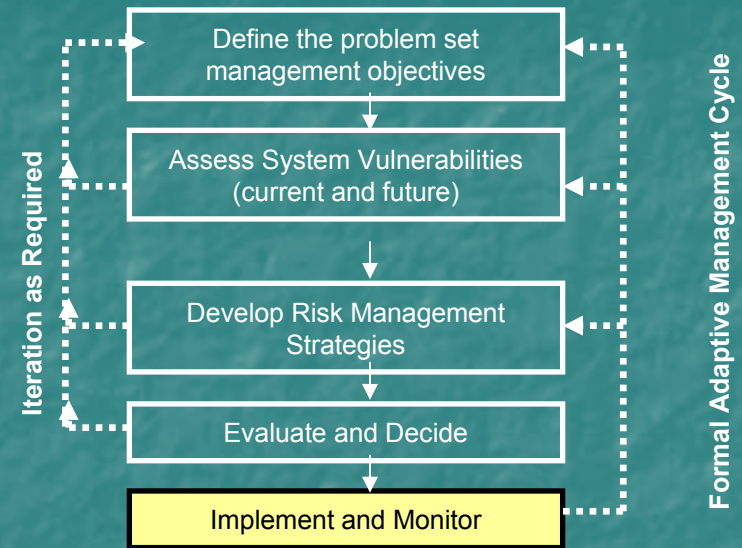 Define the problem set
management objectives
Assess System Vulnerabilities
(current and future)
Develop Risk Management
Strategies
Evaluate and Decide
Implement and Monitor
Iteration as Required
Formal Adaptive Management Cycle